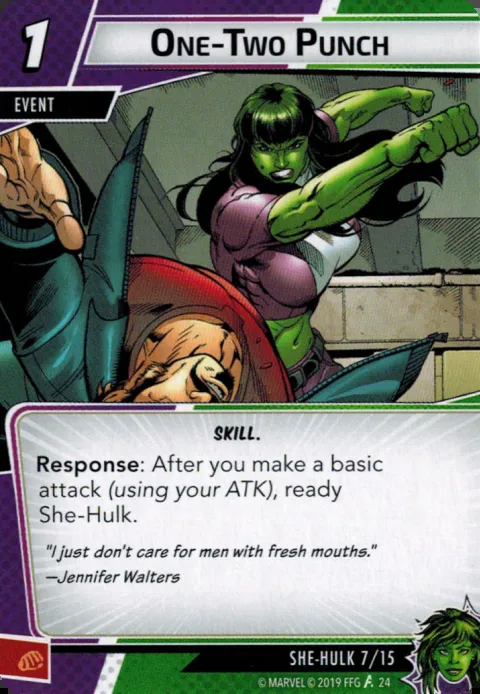 1
ONE-TWO PUNCH
EVENT
SKILL.
Response: After you make a basic
attack (using your ATK), ready
She-Hulk.
"I just don't care for men with fresh mouths."
—Jennifer Walters
SHE-HULK 7/15
© MARVEL © 2019 FFG 24